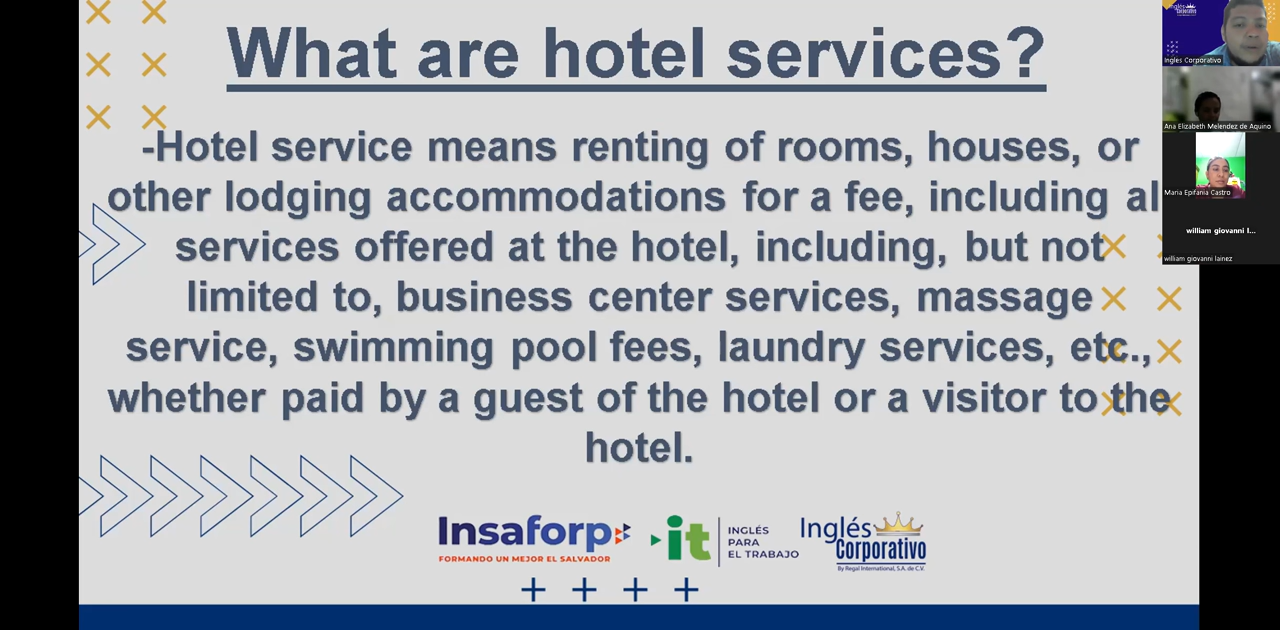 What are hotel services?
-Hotel service means renting of rooms, houses, or
other lodging accommodations for a fee, including al
services offered at the hotel, including, but not
limited to, business center services, massage
service, swimming pool fees, laundry services, etc.,
whether paid by a guest of the hotel or a visitor to the
hotel.
Insaforp
FORMANDO UN MEJOR EL SALVADOR
it
INGLÉS
PARA
EL TRABAJO
Inglés
Corporativo
By Regal International, S.A. de C.V.
Ingles Corporativo
Ana Elizabeth Melendez de Aquino
Maria Epifania Castro
william giovanni l...
william giovanni lainez